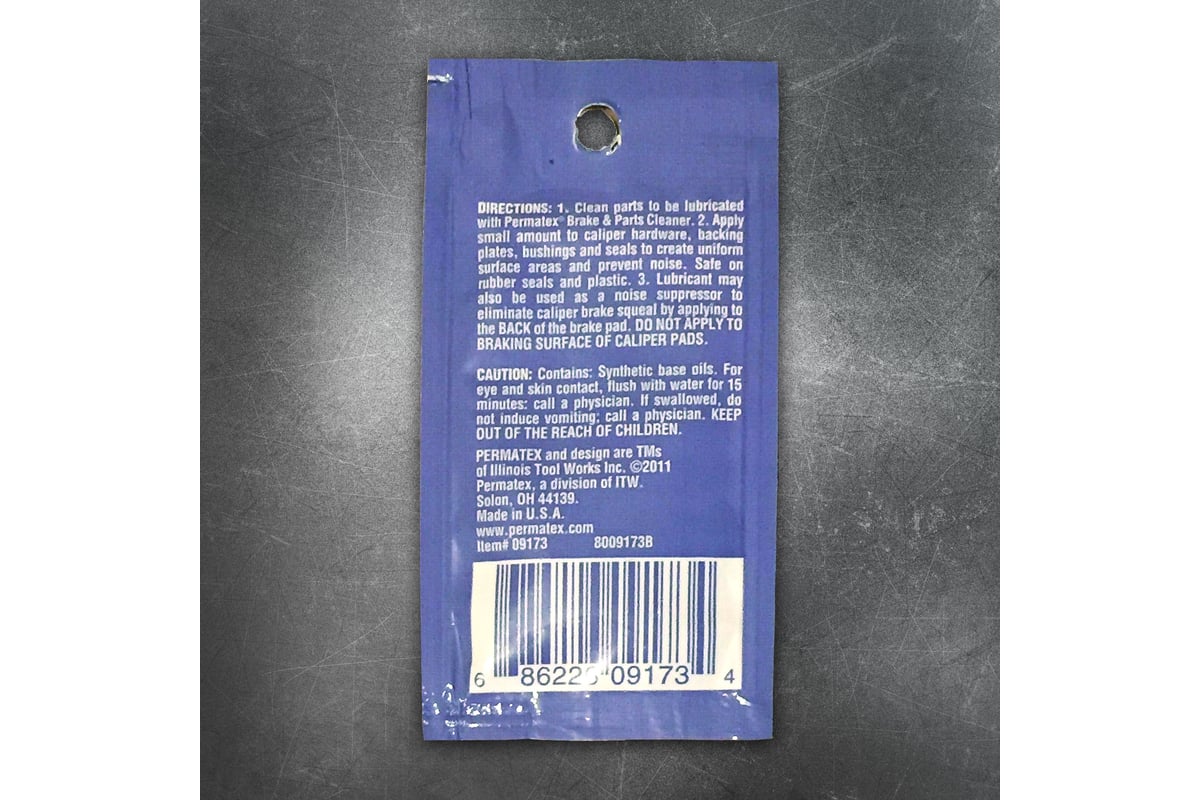 DIRECTIONS: 1. Clean parts to be lubricated
with Permatex® Brake & Parts Cleaner. 2. Apply
small amount to caliper hardware, backing
plates, bushings and seals to create uniform
surface areas and prevent noise. Safe on
rubber seals and plastic. 3. Lubricant may
also be used as a noise suppressor to
eliminate caliper brake squeal by applying to
the BACK of the brake pad. DO NOT APPLY TO
BRAKING SURFACE OF CALIPER PADS.
CAUTION: Contains: Synthetic base oils. For
eye and skin contact, flush with water for 15
minutes: call a physician. If swallowed, do
not induce vomiting; call a physician. KEEP
OUT OF THE REACH OF CHILDREN.
PERMATEX and design are TMs
of Illinois Tool Works Inc. ©2011
Permatex, a division of ITW.
Solon, OH 44139.
Made in U.S.A.
www.permatex.com
Item# 09173 8009173B
6 86226 09173 4